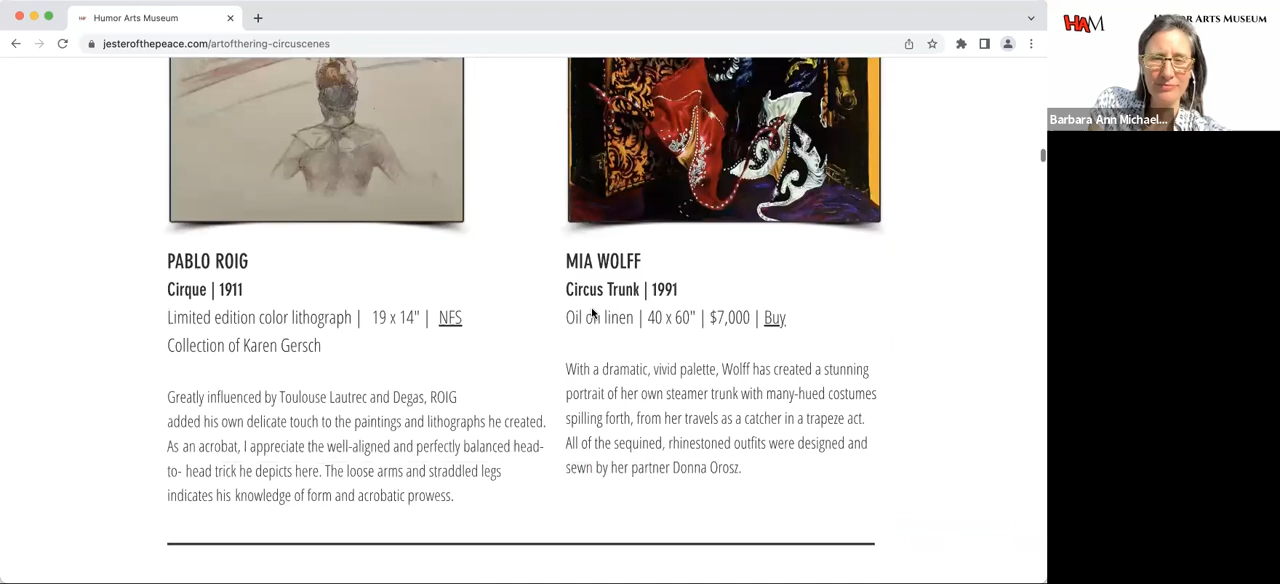 Humor Arts Museum
jesterofthepeace.com/artofthering-circuscenes
HAM
Humor Arts Museum
Barbara Ann Michael...
PABLO ROIG
Cirque | 1911
Limited edition color lithograph | 19 x 14" | NFS
Collection of Karen Gersch
Greatly influenced by Toulouse Lautrec and Degas, ROIG
added his own delicate touch to the paintings and lithographs he created.
As an acrobat, I appreciate the well-aligned and perfectly balanced head-
to- head trick he depicts here. The loose arms and straddled legs
indicates his knowledge of form and acrobatic prowess.
MIA WOLFF
Circus Trunk | 1991
Oil on linen | 40 x 60" | $7,000 | Buy
With a dramatic, vivid palette, Wolff has created a stunning
portrait of her own steamer trunk with many-hued costumes
spilling forth, from her travels as a catcher in a trapeze act.
All of the sequined, rhinestoned outfits were designed and
sewn by her partner Donna Orosz.